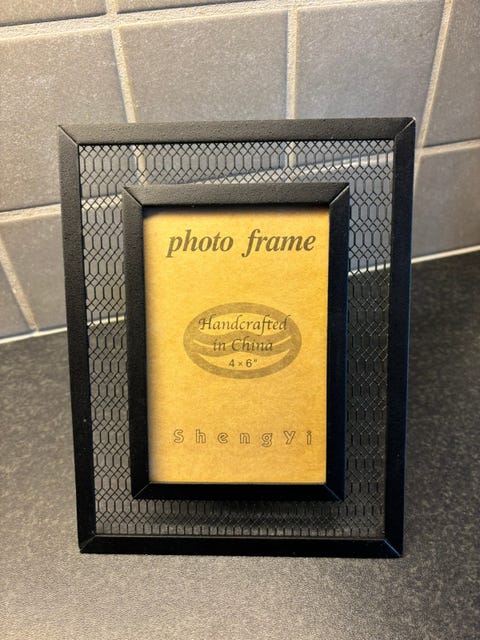 photo frame
Handcrafted
in China
4 × 6"
ShengYi